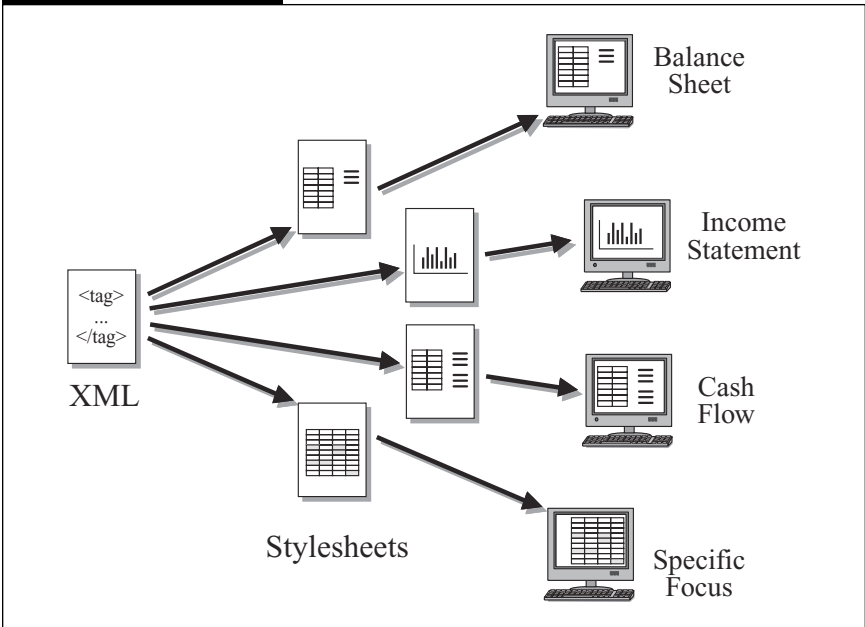 Balance
Sheet
Income
Statement
<tag>
...
</tag>
XML
Cash
Flow
Stylesheets
Specific
Focus